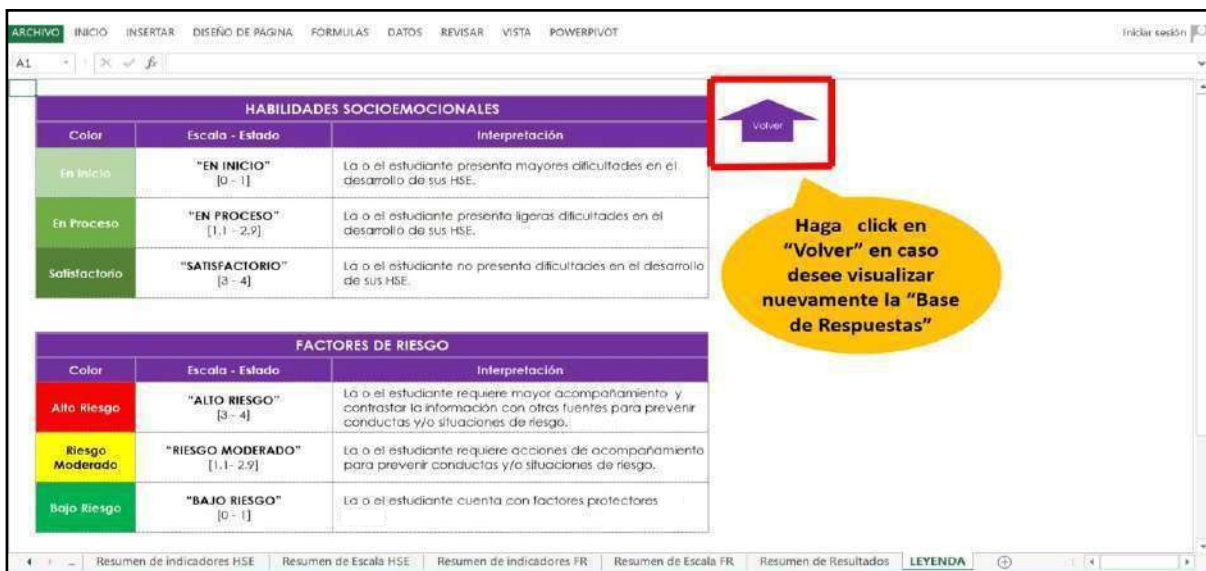 ARCHIVO INICIO INSERTAR DISEÑO DE PÁGINA FÓRMULAS DATOS REVISAR VISTA POWERPIVOT Iniciar sesión
A1 fx
HABILIDADES SOCIOEMOCIONALES
Color Escala - Estado Interpretación
En Inicio
"EN INICIO"
[0 - 1]
La o el estudiante presenta mayores dificultades en el
desarrollo de sus HSE.
En Proceso
"EN PROCESO"
[1.1 - 2.9]
La o el estudiante presenta ligeras dificultades en el
desarrollo de sus HSE.
Satisfactorio
"SATISFACTORIO"
[3 - 4]
La o el estudiante no presenta dificultades en el desarrollo
de sus HSE.
Volver
Haga click en
"Volver" en caso
desee visualizar
nuevamente la "Base
de Respuestas"
FACTORES DE RIESGO
Color Escala - Estado Interpretación
Alto Riesgo
"ALTO RIESGO"
[3 - 4]
La o el estudiante requiere mayor acompañamiento y
contrastar la información con otras fuentes para prevenir
conductas y/o situaciones de riesgo.
Riesgo
Moderado
"RIESGO MODERADO"
[1.1- 2.9]
La o el estudiante requiere acciones de acompañamiento
para prevenir conductas y/o situaciones de riesgo.
Bajo Riesgo
"BAJO RIESGO"
[0 - 1]
La o el estudiante cuenta con factores protectores
... Resumen de indicadores HSE Resumen de Escala HSE Resumen de indicadores FR Resumen de Escala FR Resumen de Resultados LEYENDA